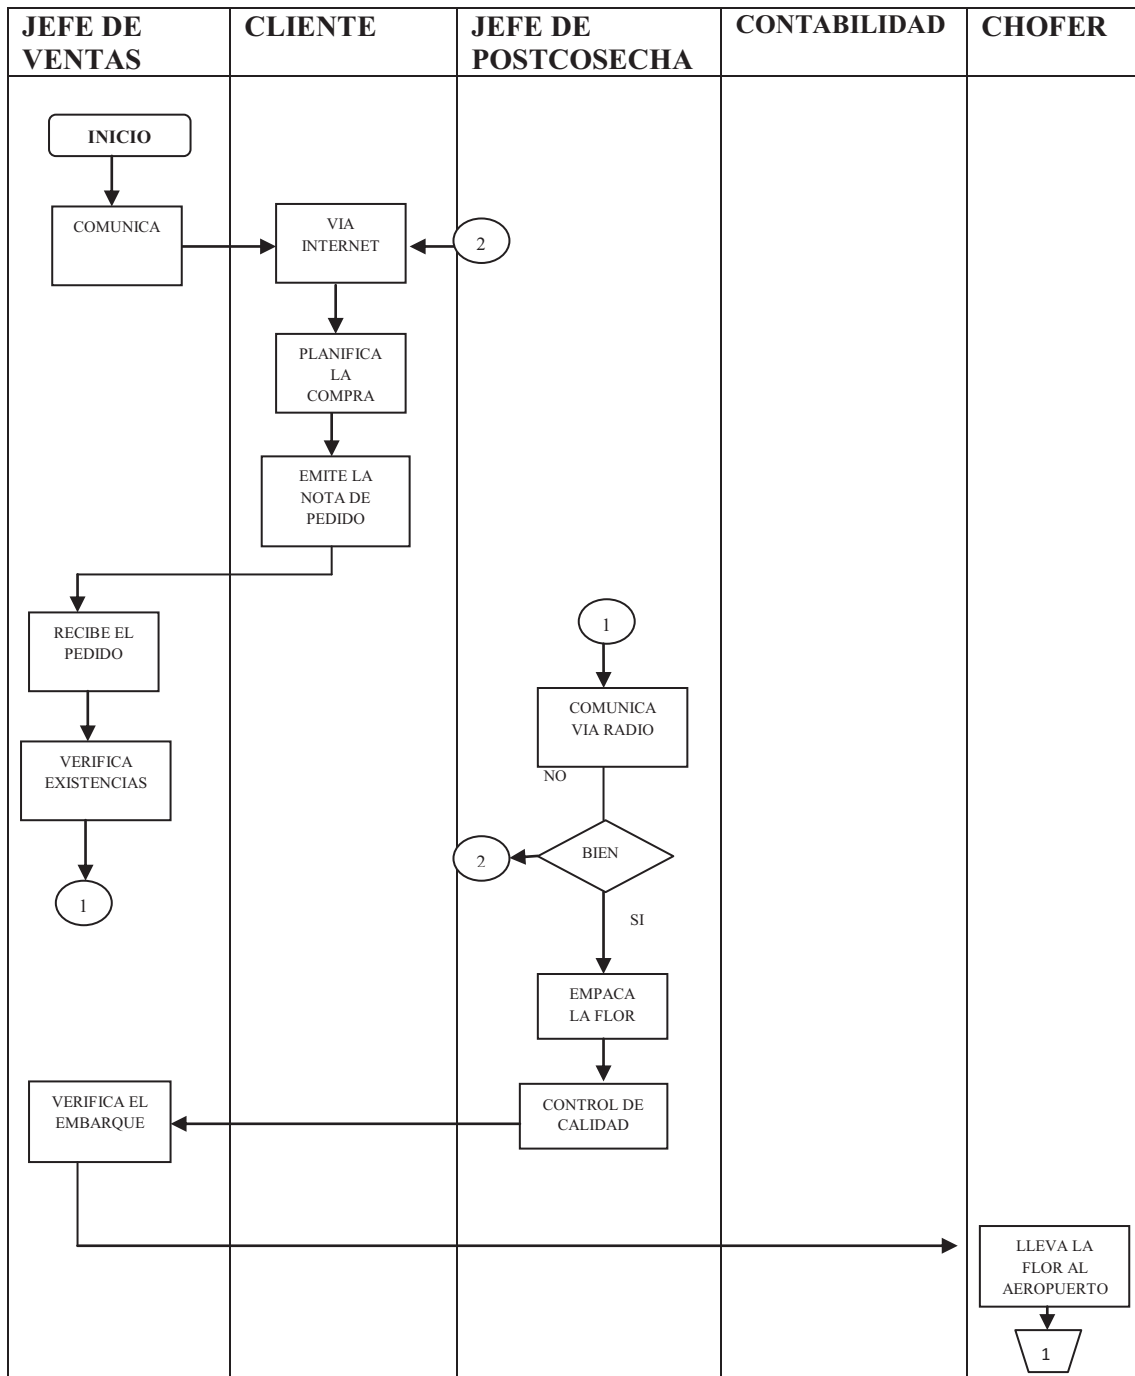 JEFE DE
VENTAS
CLIENTE
JEFE DE
POSTCOSECHA
CONTABILIDAD
CHOFER
INICIO
COMUNICA
VIA
INTERNET
2
PLANIFICA
LA
COMPRA
EMITE LA
NOTA DE
PEDIDO
RECIBE EL
PEDIDO
1
COMUNICA
VIA RADIO
VERIFICA
EXISTENCIAS
NO
BIEN
2
1
SI
EMPACA
LA FLOR
CONTROL DE
CALIDAD
VERIFICA EL
EMBARQUE
LLEVA LA
FLOR AL
AEROPUERTO
1